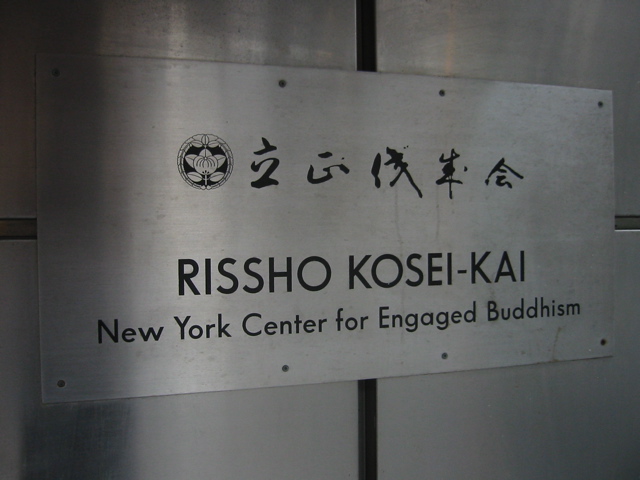 立正佼成会
RISSHO KOSEI-KAI
New York Center for Engaged Buddhism